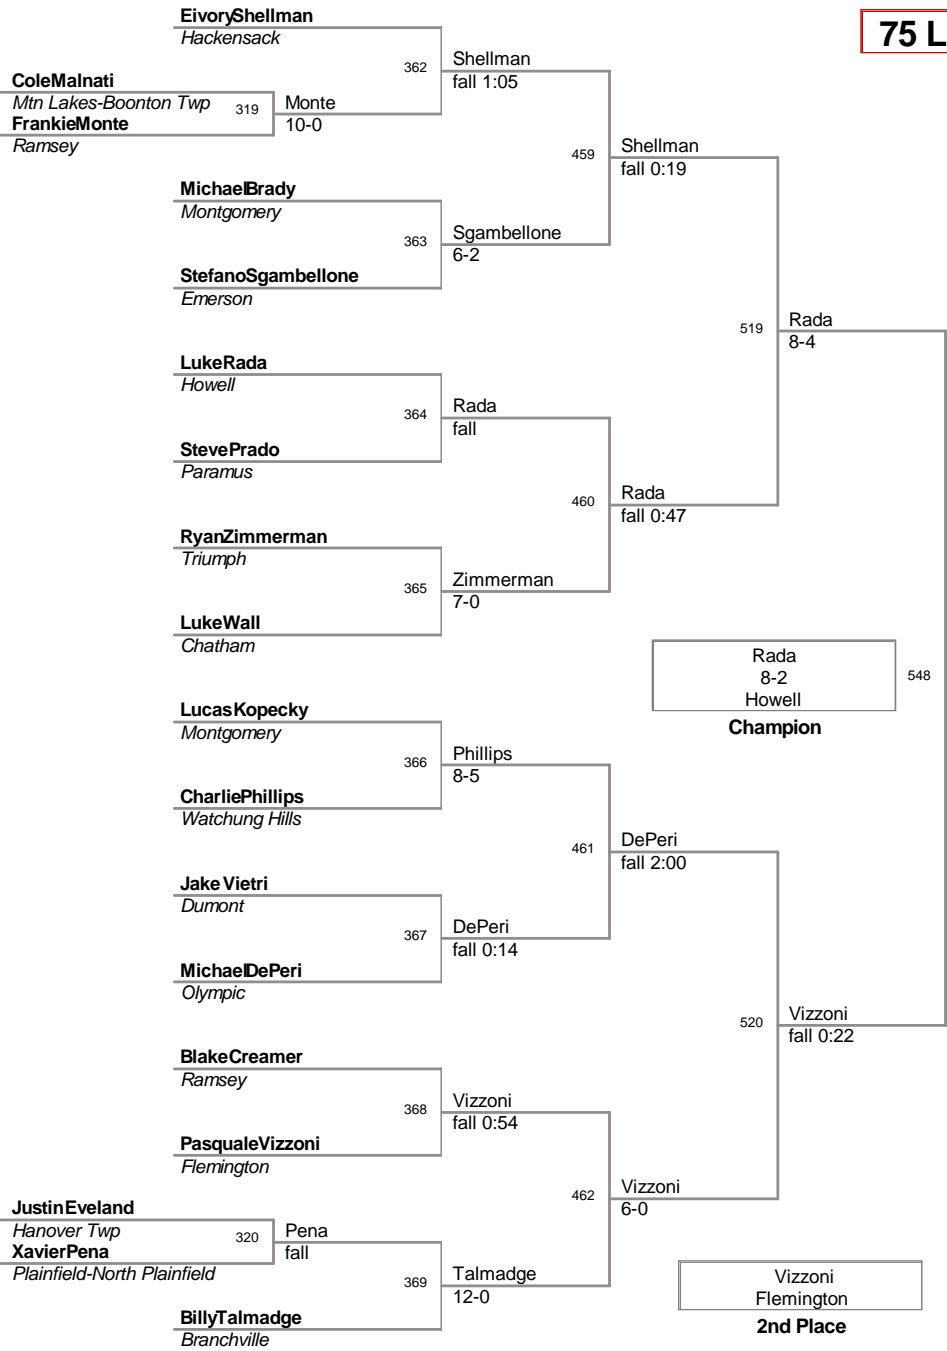 EivoryShellman
Hackensack
75 L
362
Shellman
fall 1:05
ColeMalnati
Mtn Lakes-Boonton Twp
319
Monte
10-0
FrankieMonte
Ramsey
459
Shellman
fall 0:19
MichaelBrady
Montgomery
363
Sgambellone
6-2
StefanoSgambellone
Emerson
519
Rada
8-4
LukeRada
Howell
364
Rada
fall
StevePrado
Paramus
460
Rada
fall 0:47
RyanZimmerman
Triumph
365
Zimmerman
7-0
LukeWall
Chatham
Rada
8-2
Howell
548
Champion
LucasKopecky
Montgomery
366
Phillips
8-5
CharliePhillips
Watchung Hills
461
DePeri
fall 2:00
Jake Vietri
Dumont
367
DePeri
fall 0:14
MichaelDePeri
Olympic
520
Vizzoni
fall 0:22
BlakeCreamer
Ramsey
368
Vizzoni
fall 0:54
PasqualeVizzoni
Flemington
462
Vizzoni
6-0
JustinEveland
Hanover Twp
320
Pena
fall
XavierPena
Plainfield-North Plainfield
369
Talmadge
12-0
BillyTalmadge
Branchville
Vizzoni
Flemington
2nd Place